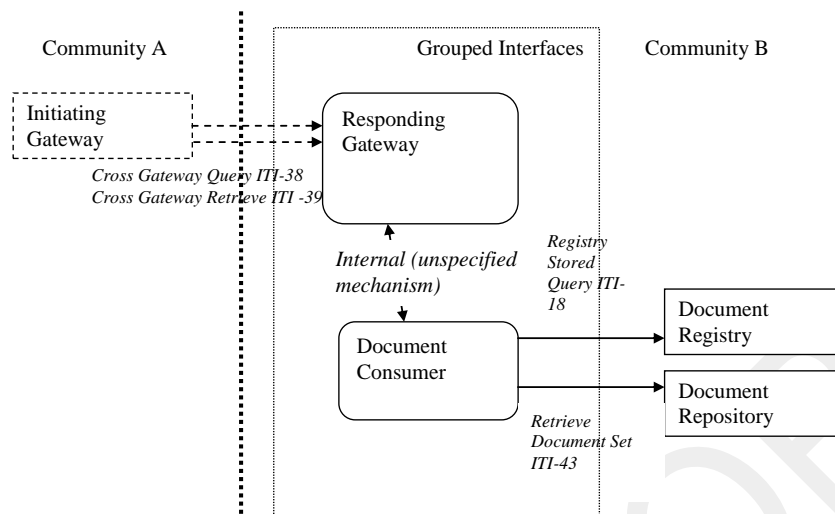 Community A
Grouped Interfaces
Community B
Initiating
Gateway
Responding
Gateway
Cross Gateway Query ITI-38
Cross Gateway Retrieve ITI -39
Internal (unspecified
mechanism)
Registry
Stored
Query ITI-
18
Document
Registry
Document
Consumer
Document
Repository
Retrieve
Document Set
ITI-43